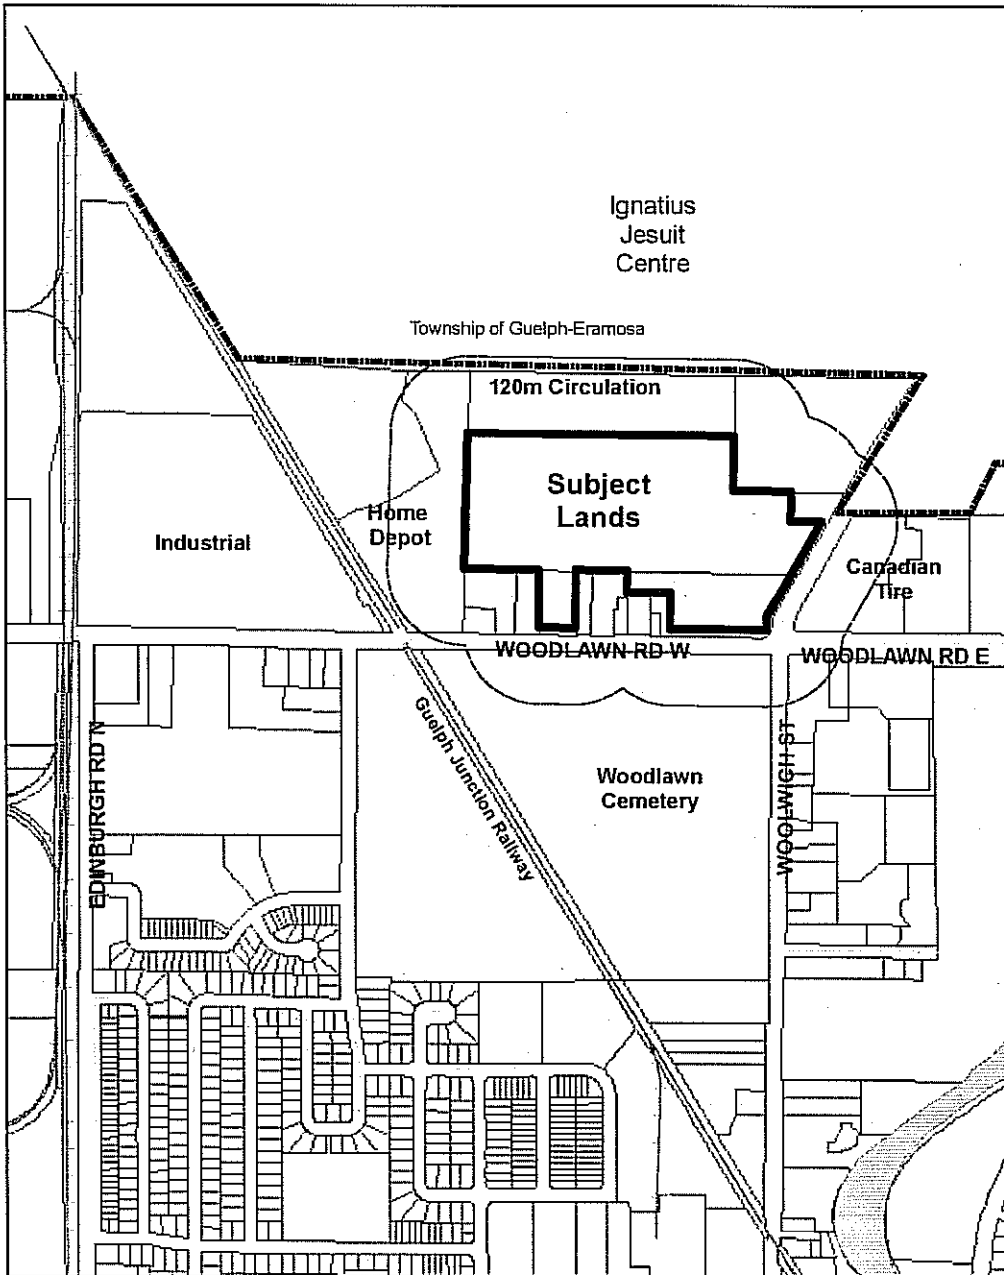 Ignatius
Jesuit
Centre
Township of Guelph-Eramosa
120m Circulation
Subject
Lands
Home
Depot
Industrial
Canadian
Tire
WOODLAWN RD W
WOODLAWN RD E
Guelph Junction Railway
EDINBURGH RD N
Woodlawn
Cemetery
WOOLWICH ST